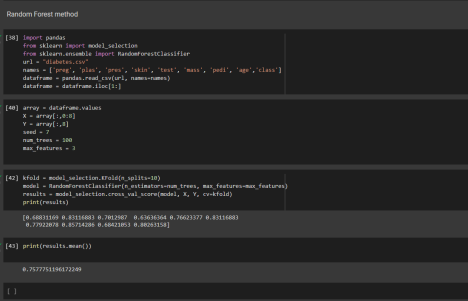 Random Forest method
[38] import pandas
from sklearn import model_selection
from sklearn.ensemble import RandomForestClassifier
url = "diabetes.csv"
names = ['preg', 'plas', 'pres', 'skin', 'test', 'mass', 'pedi', 'age','class']
dataframe = pandas.read_csv(url, names=names)
dataframe = dataframe.iloc[1:]
[40] array = dataframe.values
X = array[:,0:8]
Y = array[:,8]
seed = 7
num_trees = 100
max_features = 3
[42] kfold = model_selection.KFold(n_splits=10)
model = RandomForestClassifier(n_estimators=num_trees, max_features=max_features)
results = model_selection.cross_val_score(model, X, Y, cv=kfold)
print(results)
[0.68831169 0.83116883 0.7012987 0.63636364 0.76623377 0.83116883
0.77922078 0.85714286 0.68421053 0.80263158]
[43] print(results.mean())
0.7577751196172249
[ ]